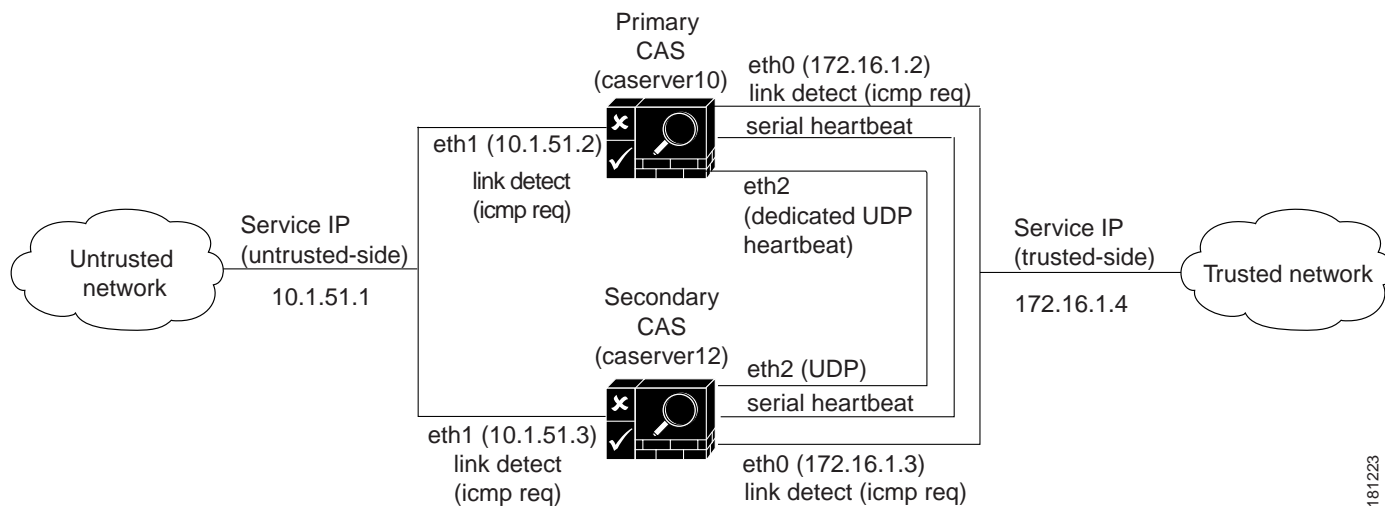 Primary
CAS
(caserver10)
eth0 (172.16.1.2)
link detect (icmp req)
serial heartbeat
eth1 (10.1.51.2)
link detect
(icmp req)
eth2
(dedicated UDP
heartbeat)
Untrusted
network
Service IP
(untrusted-side)
10.1.51.1
Service IP
(trusted-side)
172.16.1.4
Trusted network
Secondary
CAS
(caserver12)
eth2 (UDP)
serial heartbeat
eth1 (10.1.51.3)
link detect
(icmp req)
eth0 (172.16.1.3)
link detect (icmp req)
181223